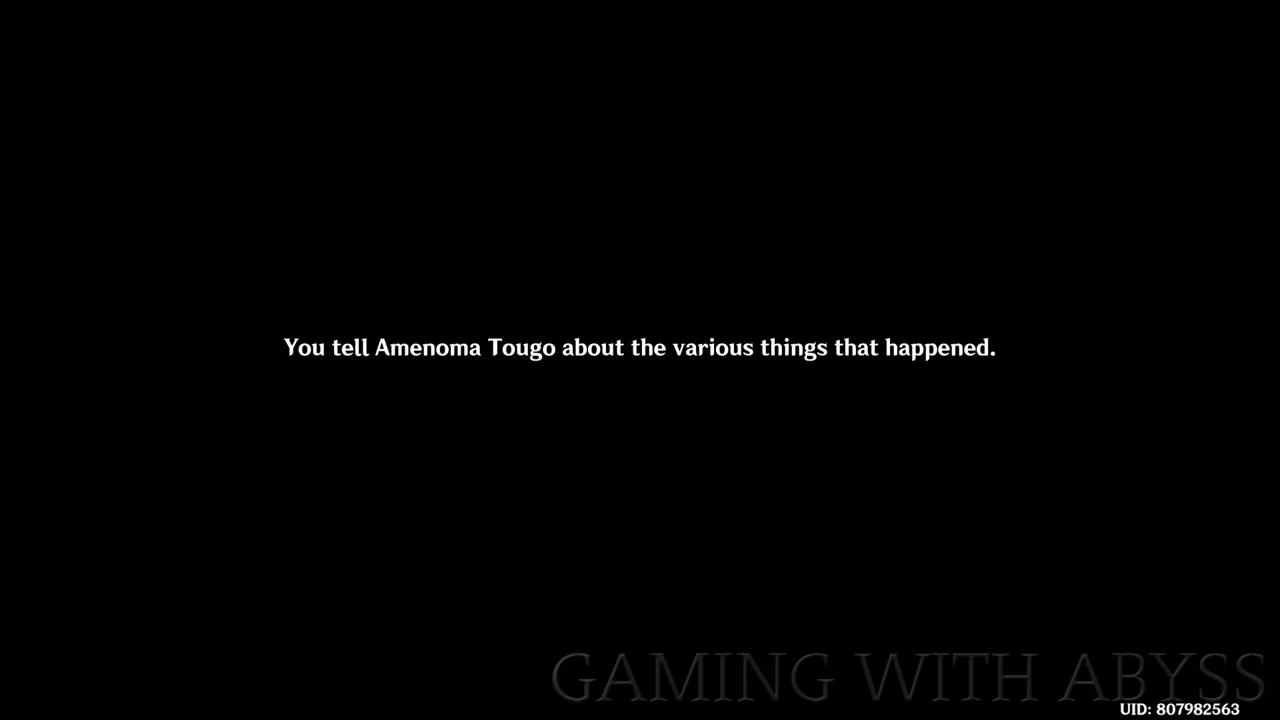 You tell Amenoma Tougo about the various things that happened.
GAMING WITH ABYSS
UID: 807982563